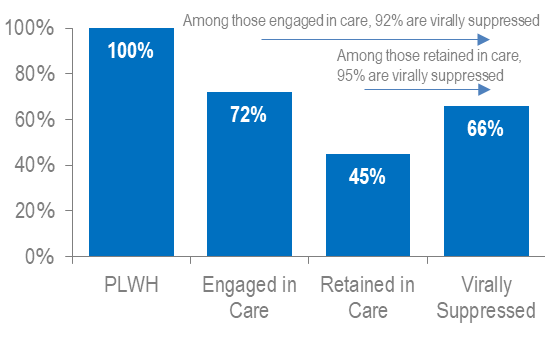 Among those engaged in care, 92% are virally suppressed
Among those retained in care,
95% are virally suppressed
100%
80%
60%
40%
20%
0%
100%
72%
45%
66%
PLWH
Engaged in
Care
Retained in
Care
Virally
Suppressed